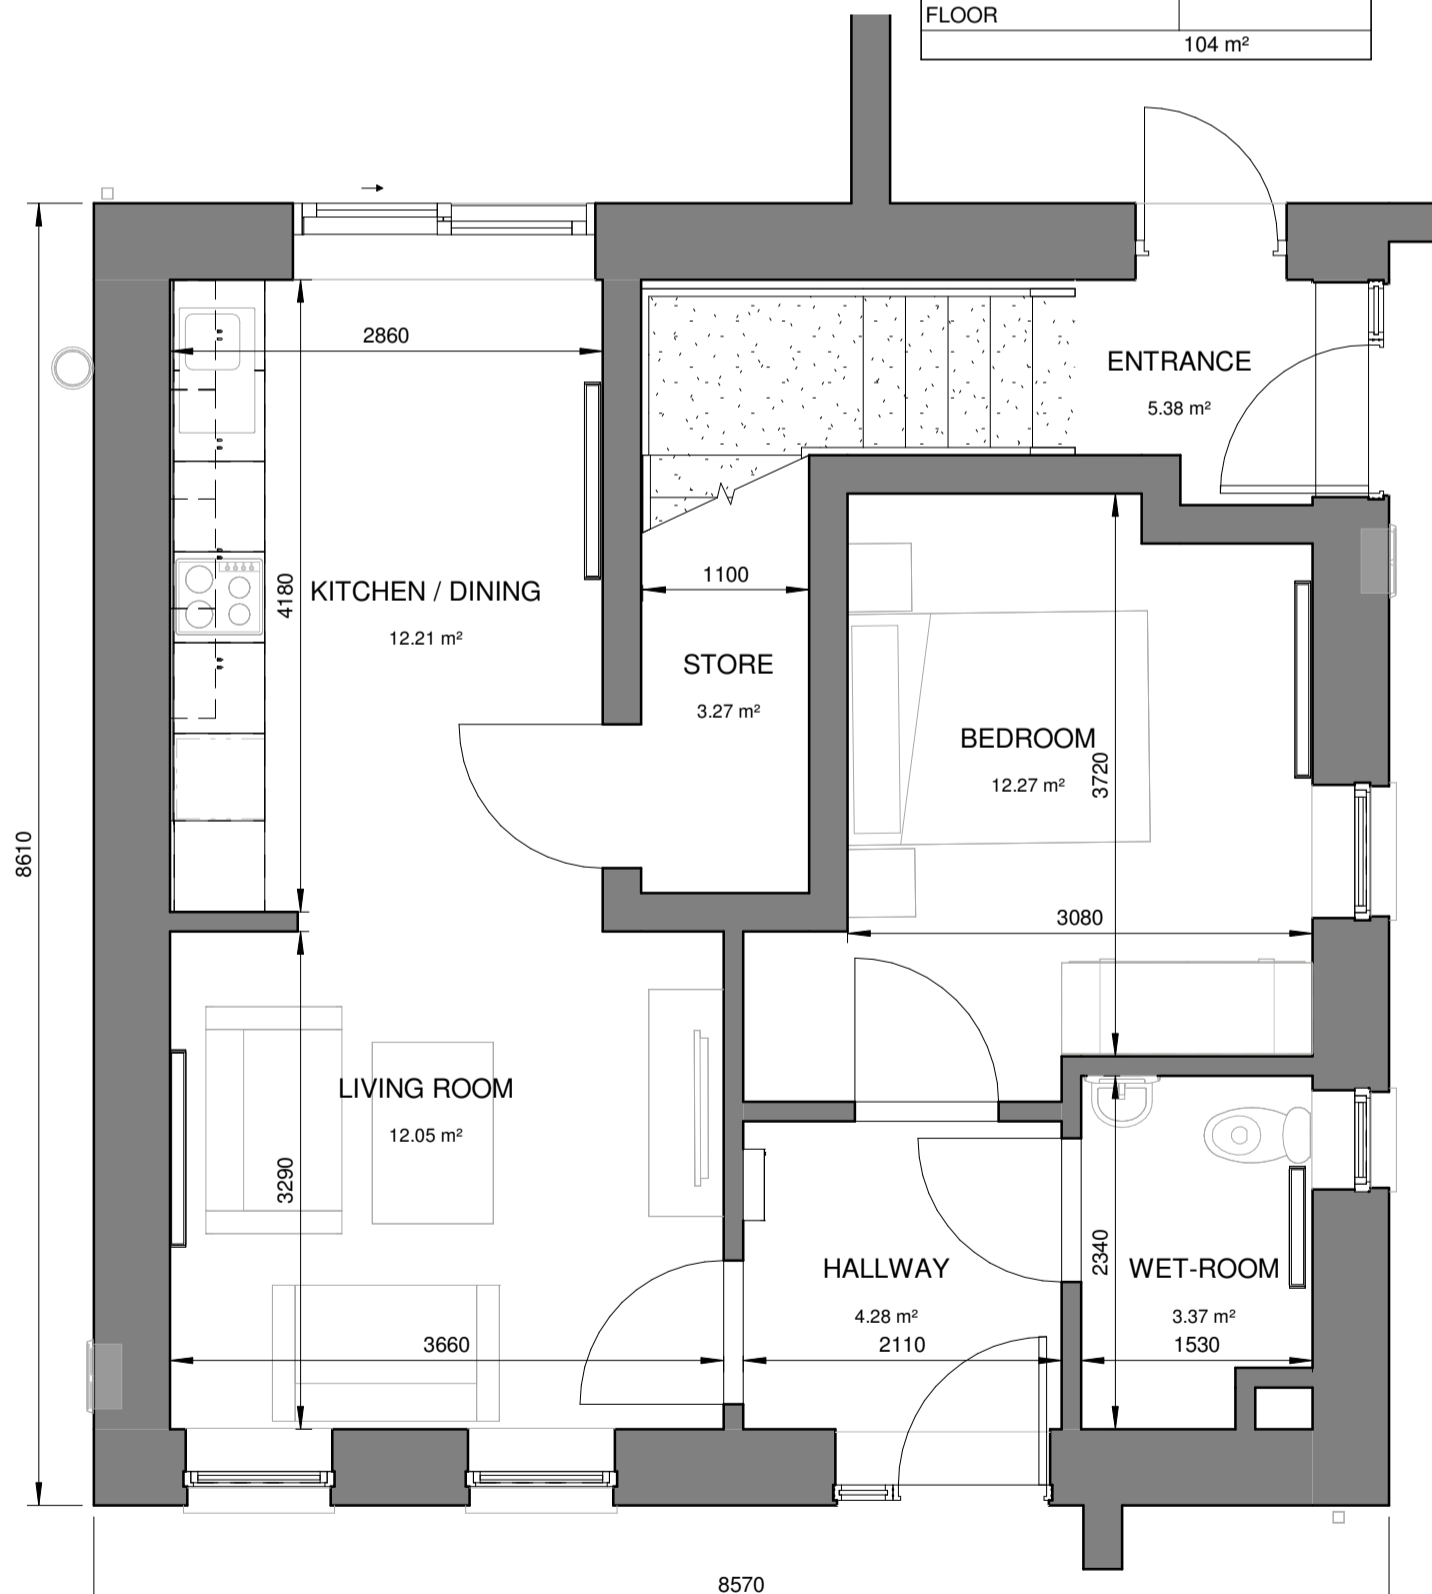 FLOOR
104 m²
2860
ENTRANCE
5.38 m²
1100
4180
KITCHEN / DINING
12.21 m²
STORE
3.27 m²
BEDROOM
12.27 m²
3720
8610
3080
LIVING ROOM
12.05 m²
3290
HALLWAY
4.28 m²
2340
WET-ROOM
3.37 m²
3660
2110
1530
8570